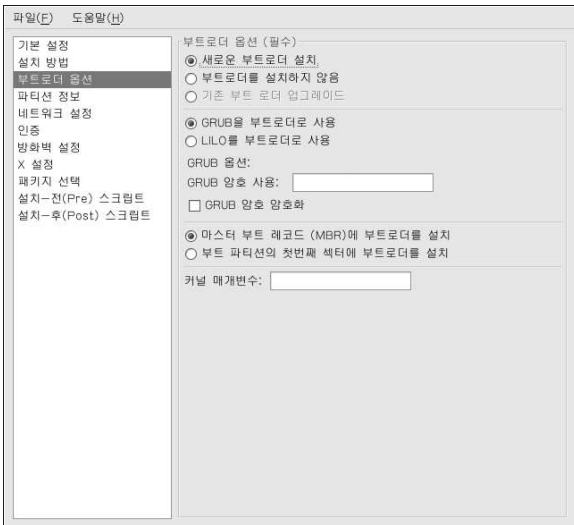 파일(F) 도움말(H)
기본 설정
설치 방법
부트로더 옵션
파티션 정보
네트워크 설정
인증
방화벽 설정
X 설정
패키지 선택
설치-전(Pre) 스크립트
설치-후(Post) 스크립트
부트로더 옵션 (필수)
새로운 부트로더 설치
부트로더를 설치하지 않음
기존 부트 로더 업그레이드
GRUB을 부트로더로 사용
LILO를 부트로더로 사용
GRUB 옵션:
GRUB 암호 사용:
GRUB 암호 암호화
마스터 부트 레코드 (MBR)에 부트로더를 설치
부트 파티션의 첫번째 섹터에 부트로더를 설치
커널 매개변수: